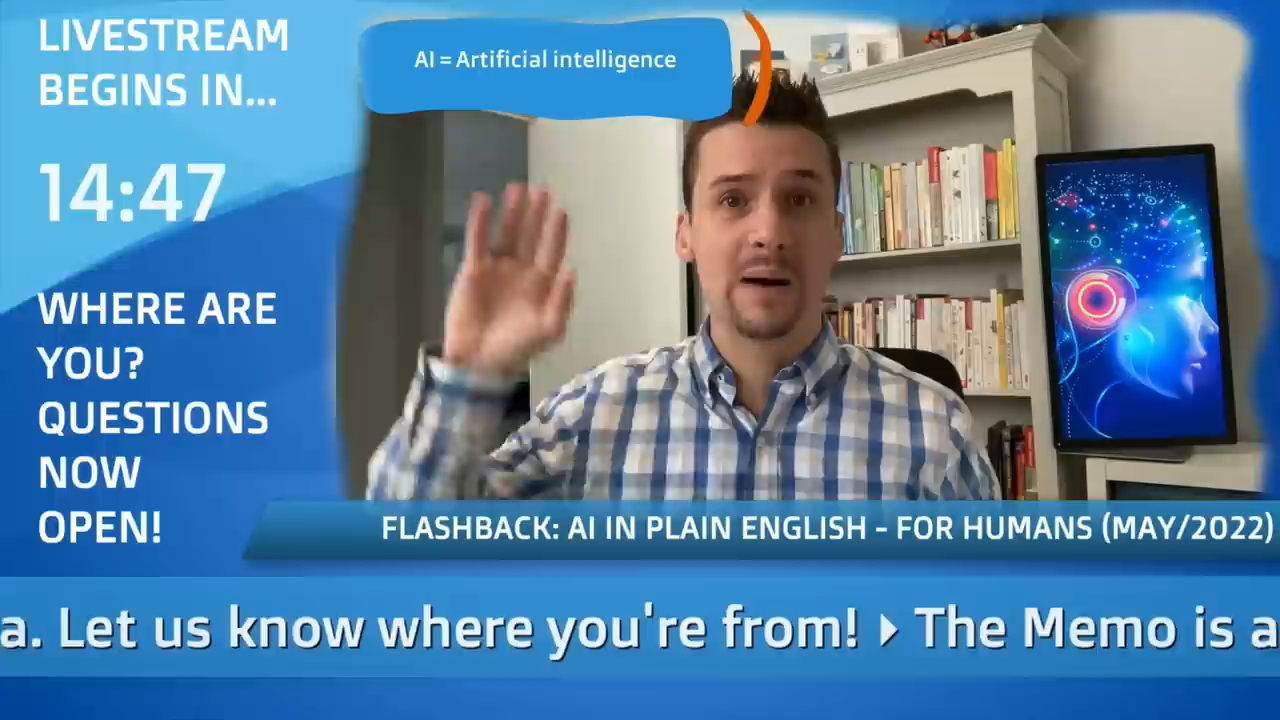 LIVESTREAM
BEGINS IN...
14:47
WHERE ARE
YOU?
QUESTIONS
NOW
OPEN!
AI = Artificial intelligence
FLASHBACK: AI IN PLAIN ENGLISH – FOR HUMANS (MAY/2022)
a. Let us know where you're from! ▸ The Memo is a